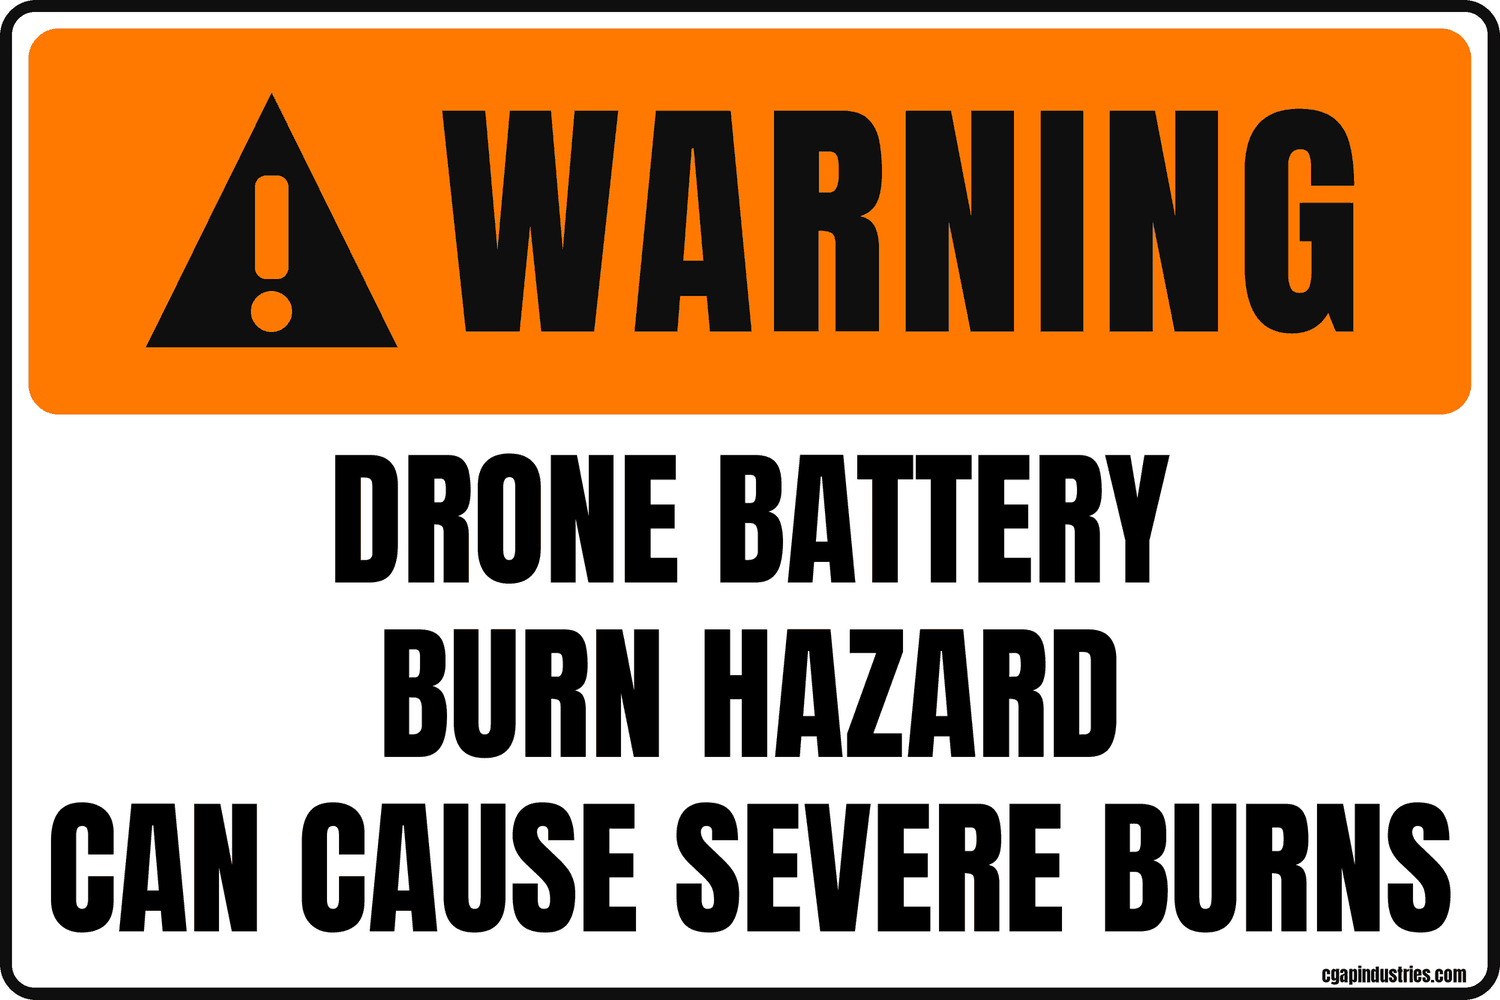 WARNING
DRONE BATTERY
BURN HAZARD
CAN CAUSE SEVERE BURNS
cgapindustries.com